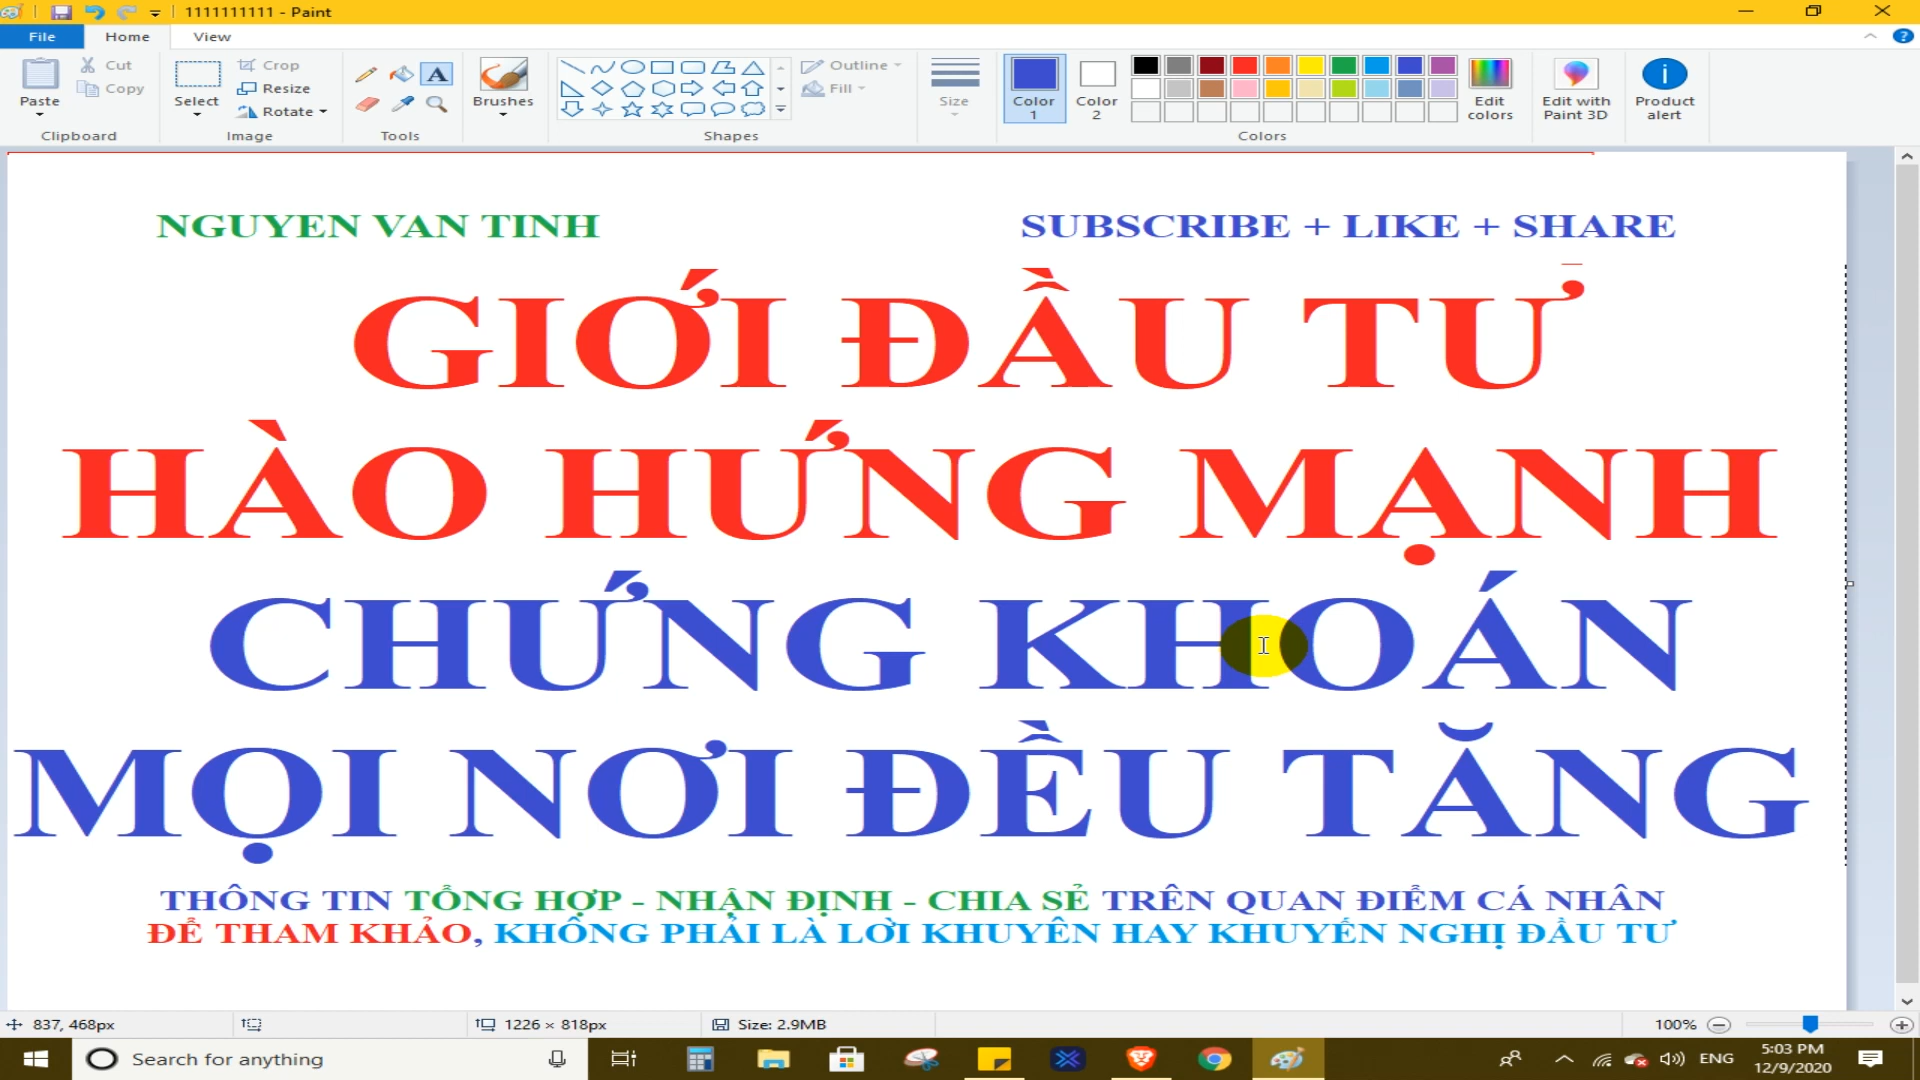 1111111111 - Paint
File Home View
Cut Crop Outline
Copy Resize Fill
Paste Select Rotate Brushes Size Color 1 Color 2 Edit colors Edit with Paint 3D Product alert
Clipboard Image Tools Shapes Colors
NGUYEN VAN TINH SUBSCRIBE + LIKE + SHARE
GIỚI ĐẦU TƯ
HÀO HỨNG MẠNH
CHỨNG KHOÁN
MỌI NƠI ĐỀU TĂNG
THÔNG TIN TỔNG HỢP - NHẬN ĐỊNH - CHIA SẺ TRÊN QUAN ĐIỂM CÁ NHÂN
ĐỂ THAM KHẢO, KHÔNG PHẢI LÀ LỜI KHUYÊN HAY KHUYẾN NGHỊ ĐẦU TƯ
837, 468px 1226 × 818px Size: 2.9MB 100%
Search for anything ENG 5:03 PM
12/9/2020